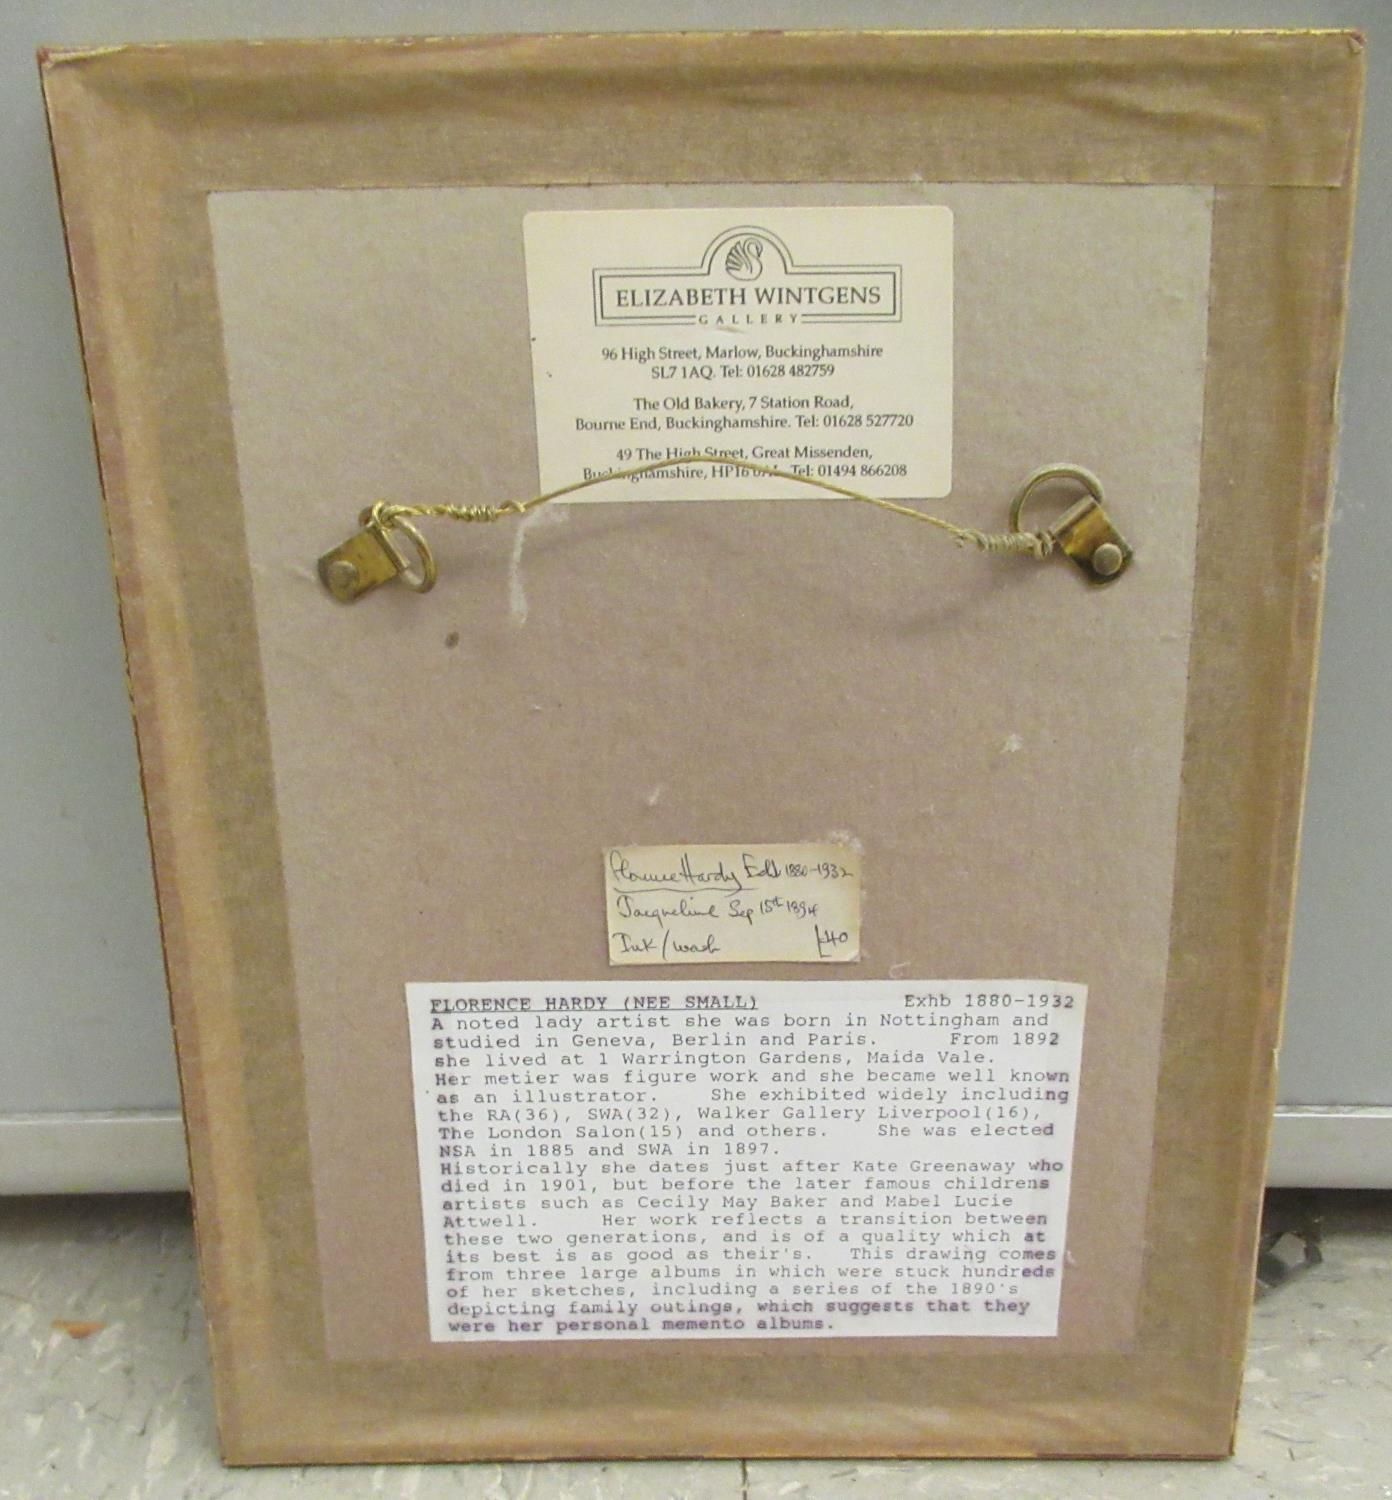 ELIZABETH WINTGENS
GALLERY
96 High Street, Marlow, Buckinghamshire
SL7 1AQ. Tel: 01628 482759
The Old Bakery, 7 Station Road,
Bourne End, Buckinghamshire. Tel: 01628 527720
49 The High Street, Great Missenden,
Buckinghamshire, HP16 Tel: 01494 866208
Florence Hardy 1880-1932
Jacqueline Sep 15th 1894
Ink/wash £40
FLORENCE HARDY (NEE SMALL) Exhb 1880-1932
A noted lady artist she was born in Nottingham and
studied in Geneva, Berlin and Paris. From 1892
she lived at 1 Warrington Gardens, Maida Vale.
Her metier was figure work and she became well known
as an illustrator. She exhibited widely including
the RA(36), SWA(32), Walker Gallery Liverpool(16),
The London Salon(15) and others. She was elected
NSA in 1885 and SWA in 1897.
Historically she dates just after Kate Greenaway who
died in 1901, but before the later famous childrens
artists such as Cecily May Baker and Mabel Lucie
Attwell. Her work reflects a transition between
these two generations, and is of a quality which at
its best is as good as their's. This drawing comes
from three large albums in which were stuck hundreds
of her sketches, including a series of the 1890's
depicting family outings, which suggests that they
were her personal memento albums.